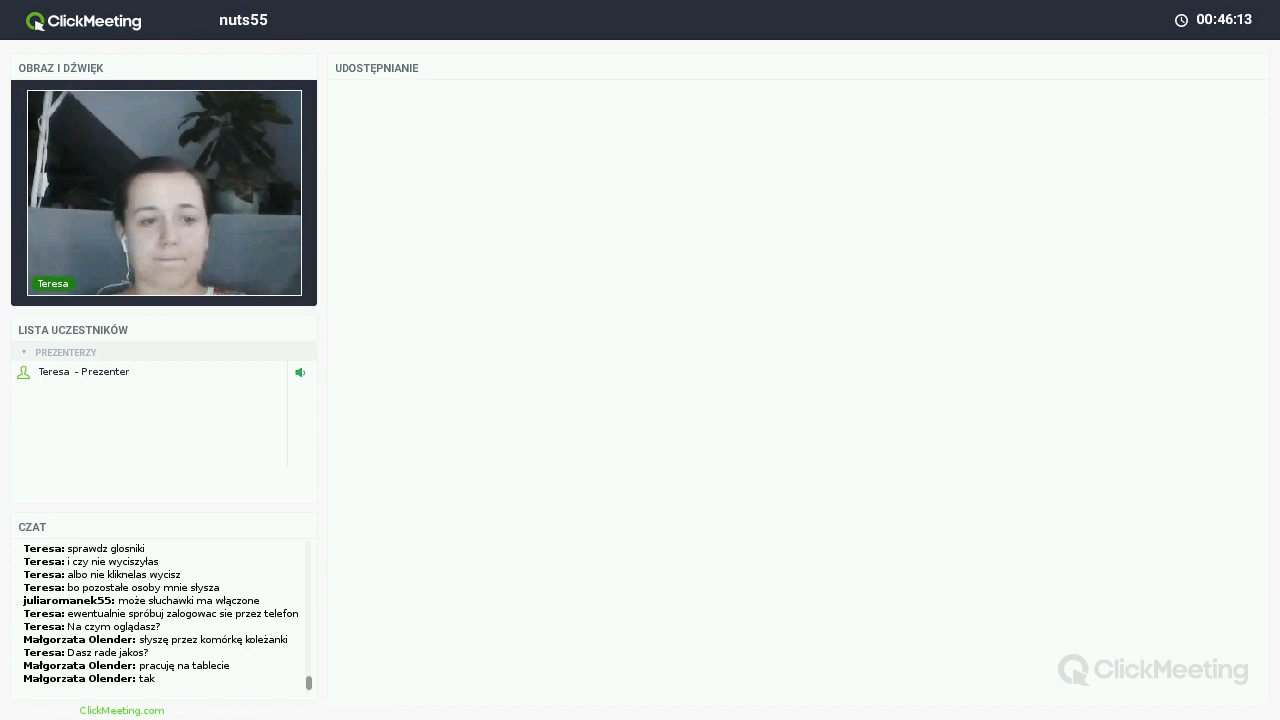 ClickMeeting
nuts55
00:46:13
OBRAZ I DŹWIĘK
UDOSTĘPNIANIE
Teresa
LISTA UCZESTNIKÓW
PREZENTERZY
Teresa - Prezenter
CZAT
Teresa: sprawdz glosniki
Teresa: i czy nie wyciszyłas
Teresa: albo nie kliknelas wycisz
Teresa: bo pozostałe osoby mnie słysza
juliaromanek55: może słuchawki ma włączone
Teresa: ewentualnie spróbuj zalogowac sie przez telefon
Teresa: Na czym oglądasz?
Małgorzata Olender: słyszę przez komórkę koleżanki
Teresa: Dasz rade jakos?
Małgorzata Olender: pracuję na tablecie
Małgorzata Olender: tak
ClickMeeting
ClickMeeting.com